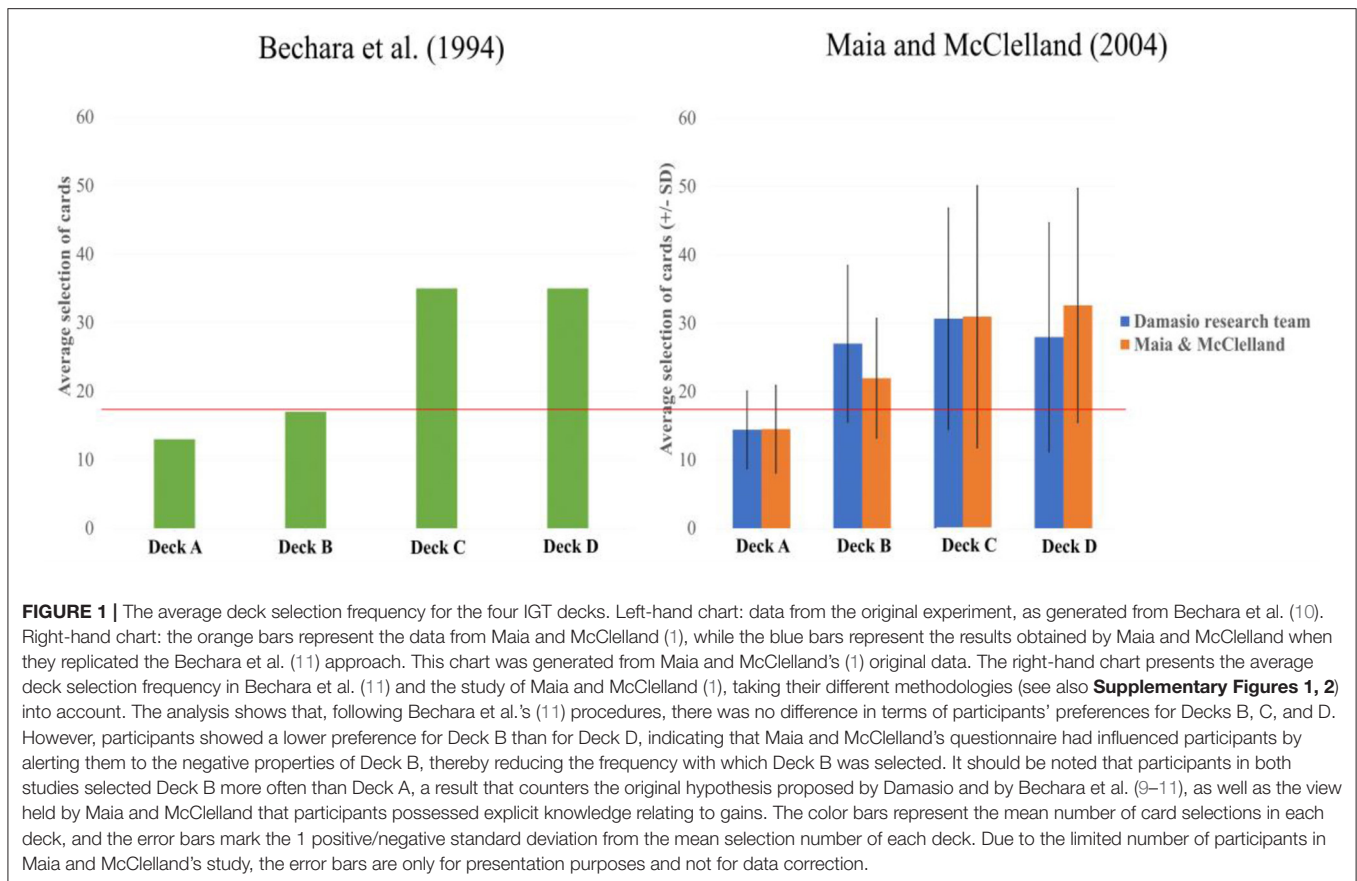 Bechara et al. (1994)
Maia and McClelland (2004)
Average selection of cards
60
50
40
30
20
10
0
Deck A
Deck B
Deck C
Deck D
Average selection of cards (+/- SD)
60
50
40
30
20
10
0
Deck A
Deck B
Deck C
Deck D
Damasio research team
Maia & McClelland
FIGURE 1 | The average deck selection frequency for the four IGT decks. Left-hand chart: data from the original experiment, as generated from Bechara et al. (10).
Right-hand chart: the orange bars represent the data from Maia and McClelland (1), while the blue bars represent the results obtained by Maia and McClelland when
they replicated the Bechara et al. (11) approach. This chart was generated from Maia and McClelland's (1) original data. The right-hand chart presents the average
deck selection frequency in Bechara et al. (11) and the study of Maia and McClelland (1), taking their different methodologies (see also Supplementary Figures 1, 2)
into account. The analysis shows that, following Bechara et al.'s (11) procedures, there was no difference in terms of participants' preferences for Decks B, C, and D.
However, participants showed a lower preference for Deck B than for Deck D, indicating that Maia and McClelland's questionnaire had influenced participants by
alerting them to the negative properties of Deck B, thereby reducing the frequency with which Deck B was selected. It should be noted that participants in both
studies selected Deck B more often than Deck A, a result that counters the original hypothesis proposed by Damasio and by Bechara et al. (9–11), as well as the view
held by Maia and McClelland that participants possessed explicit knowledge relating to gains. The color bars represent the mean number of card selections in each
deck, and the error bars mark the 1 positive/negative standard deviation from the mean selection number of each deck. Due to the limited number of participants in
Maia and McClelland's study, the error bars are only for presentation purposes and not for data correction.